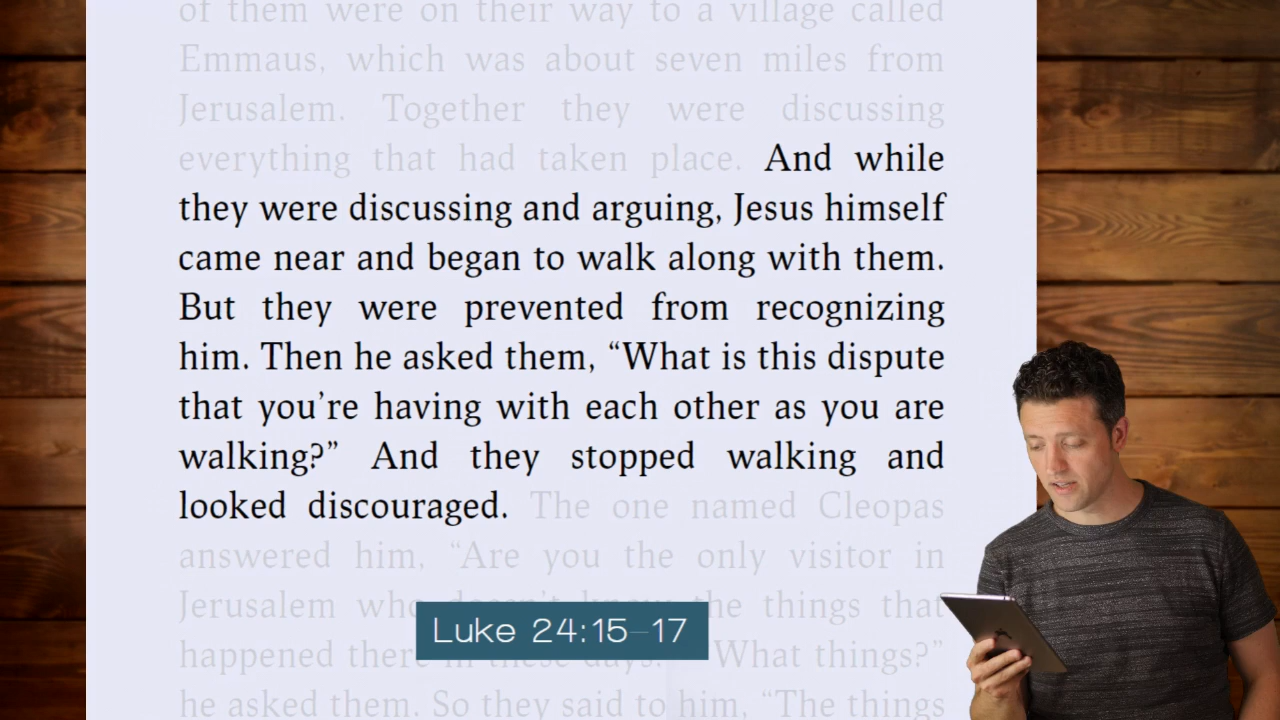 of them were on their way to a village called
Emmaus, which was about seven miles from
Jerusalem. Together they were discussing
everything that had taken place. And while
they were discussing and arguing, Jesus himself
came near and began to walk along with them.
But they were prevented from recognizing
him. Then he asked them, “What is this dispute
that you’re having with each other as you are
walking?” And they stopped walking and
looked discouraged. The one named Cleopas
answered him, “Are you the only visitor in
Jerusalem who doesn’t know the things that
happened there in these days?” “What things?”
he asked them. So they said to him, “The things
Luke 24:15–17